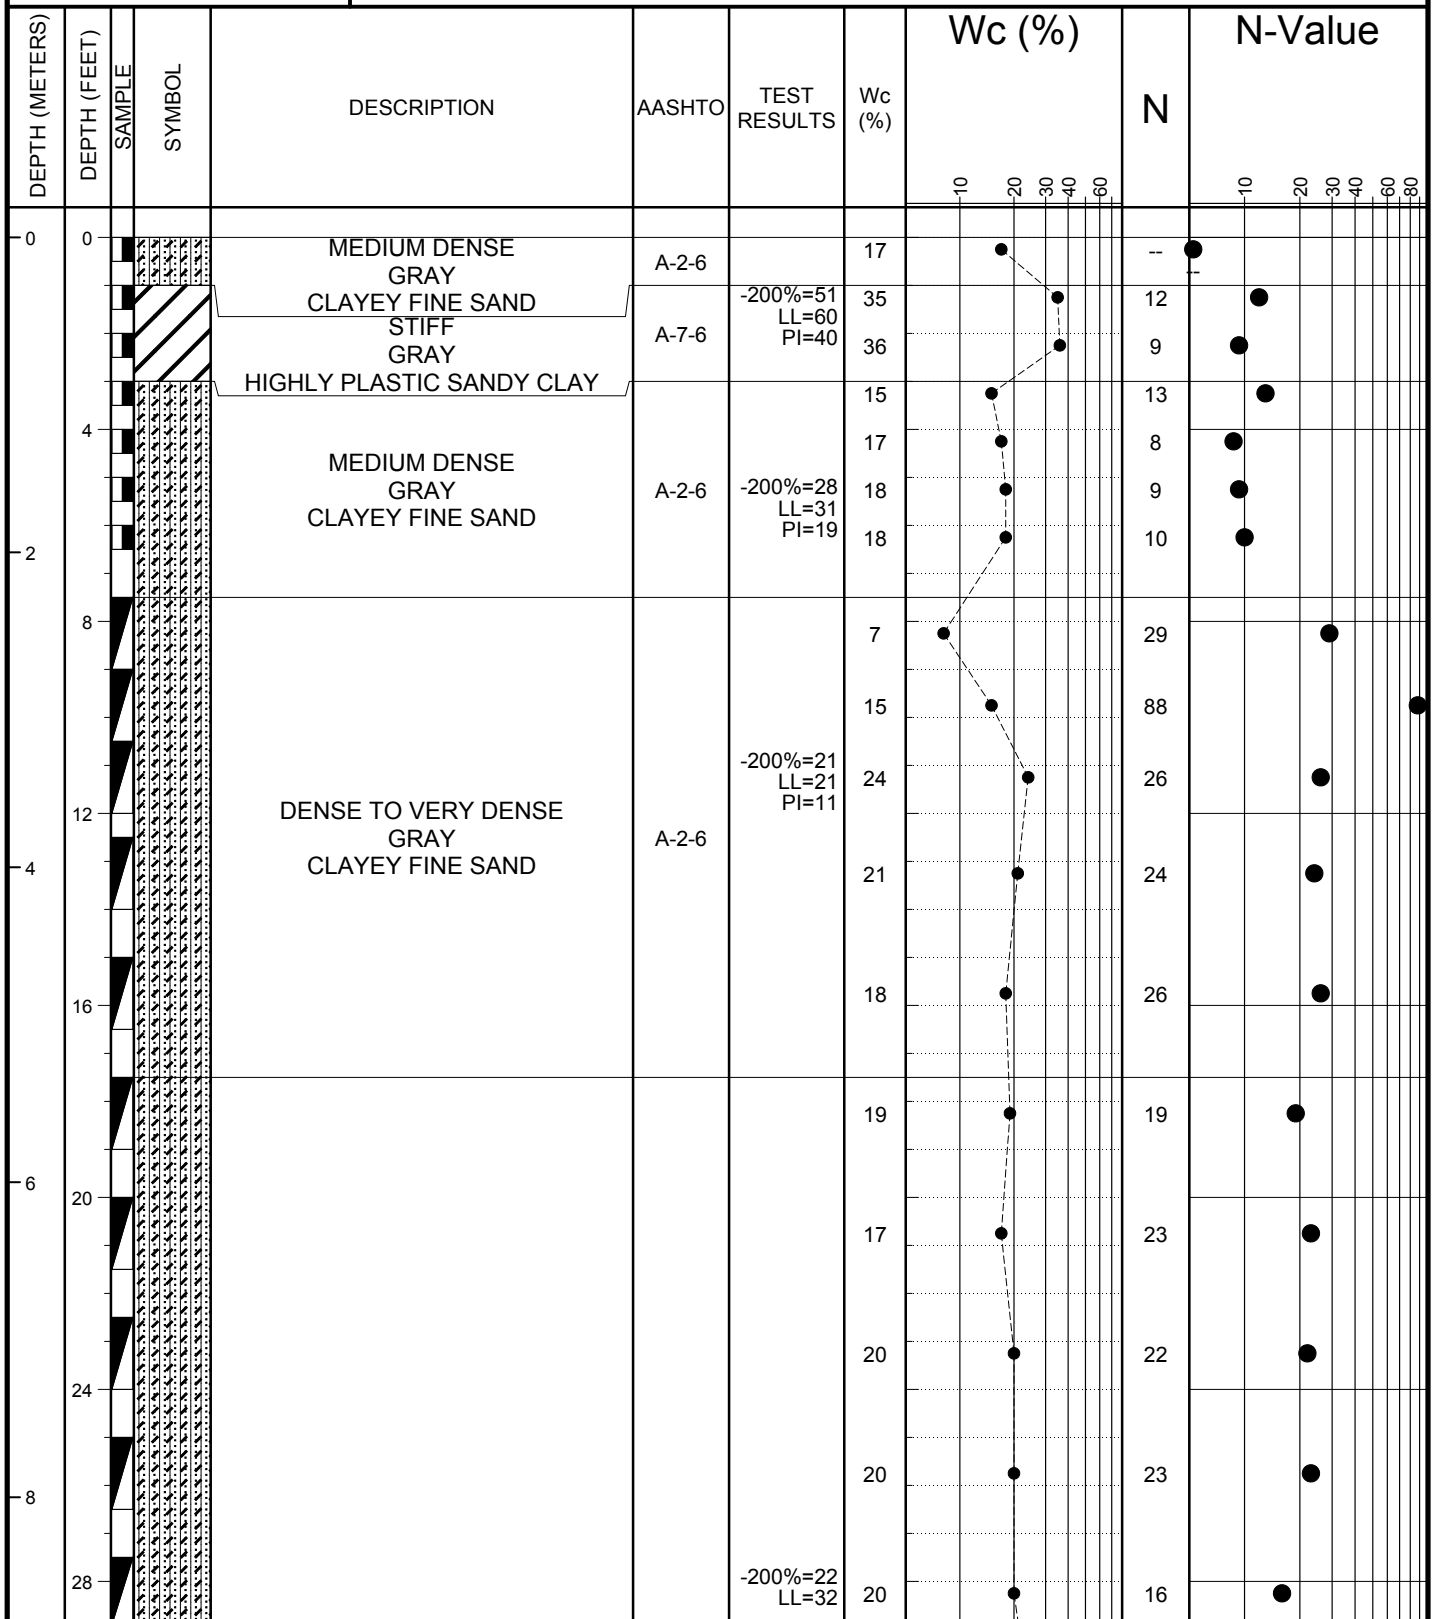 Wc (%)
N-Value
DEPTH (METERS)
DEPTH (FEET)
SAMPLE
SYMBOL
DESCRIPTION
AASHTO
TEST
RESULTS
Wc
(%)
N
10 20 30 40 60
10 20 30 40 60 80
0 0
MEDIUM DENSE
GRAY
CLAYEY FINE SAND
A-2-6
17
--
--
STIFF
GRAY
HIGHLY PLASTIC SANDY CLAY
A-7-6
-200%=51
LL=60
PI=40
35
12
36
9
15
13
4
17
8
MEDIUM DENSE
GRAY
CLAYEY FINE SAND
A-2-6
-200%=28
LL=31
PI=19
18
9
18
10
2
8
7
29
15
88
-200%=21
LL=21
PI=11
24
26
12
DENSE TO VERY DENSE
GRAY
CLAYEY FINE SAND
A-2-6
4
21
24
18
26
16
19
19
6
20
17
23
20
22
24
20
23
8
28
-200%=22
LL=32
20
16